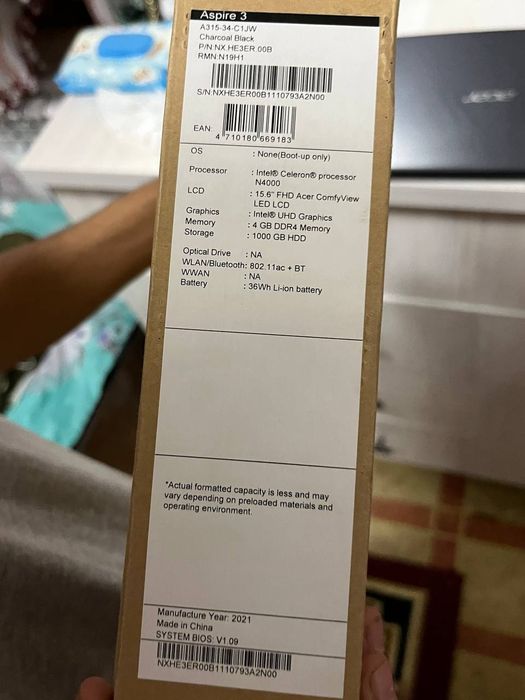 Aspire 3
A315-34-C1JW
Charcoal Black
P/N:NX.HE3ER.00B
RMN:N19H1
S/N:NXHE3ER00B1110793A2N00
EAN:
4 710180 669183
OS : None(Boot-up only)
Processor : Intel® Celeron® processor
N4000
LCD : 15.6" FHD Acer ComfyView
LED LCD
Graphics : Intel® UHD Graphics
Memory : 4 GB DDR4 Memory
Storage : 1000 GB HDD
Optical Drive : NA
WLAN/Bluetooth: 802.11ac + BT
WWAN : NA
Battery : 36Wh Li-ion battery
*Actual formatted capacity is less and may
vary depending on preloaded materials and
operating environment.
Manufacture Year: 2021
Made in China
SYSTEM BIOS: V1.09
NXHE3ER00B1110793A2N00
acer